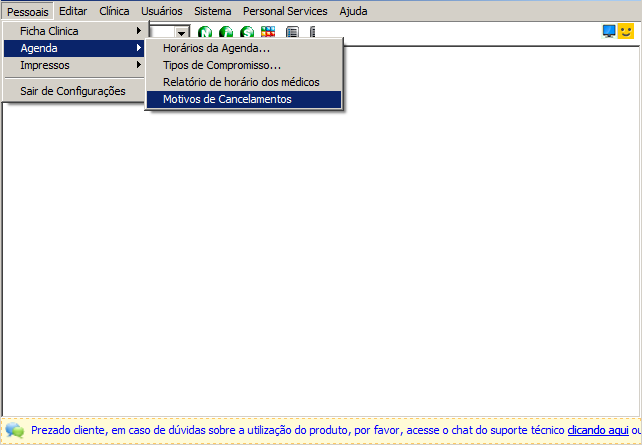 Pessoais Editar Clínica Usuários Sistema Personal Services Ajuda
Ficha Clinica
Agenda
Impressos
Sair de Configurações
Horários da Agenda...
Tipos de Compromisso...
Relatório de horário dos médicos
Motivos de Cancelamentos
Prezado cliente, em caso de dúvidas sobre a utilização do produto, por favor, acesse o chat do suporte técnico clicando aqui ou